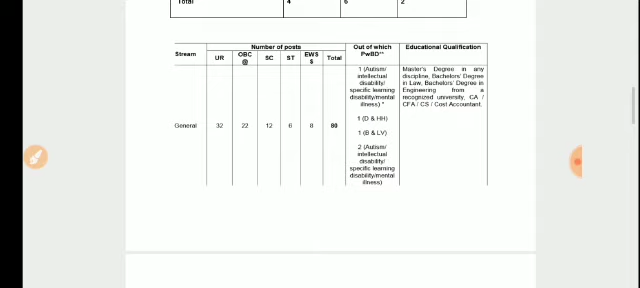 Total 4 6 2
Stream Number of posts Out of which PwBD** Educational Qualification
UR OBC @ SC ST EWS $ Total
General 32 22 12 6 8 80
1 (Autism/
intellectual
disability/
specific learning
disability/mental
illness) *
1 (D & HH)
1 (B & LV)
2 (Autism/
intellectual
disability/
specific learning
disability/mental
illness)
Master's Degree in any
discipline, Bachelors' Degree
in Law, Bachelors' Degree in
Engineering from a
recognized university, CA /
CFA / CS / Cost Accountant.